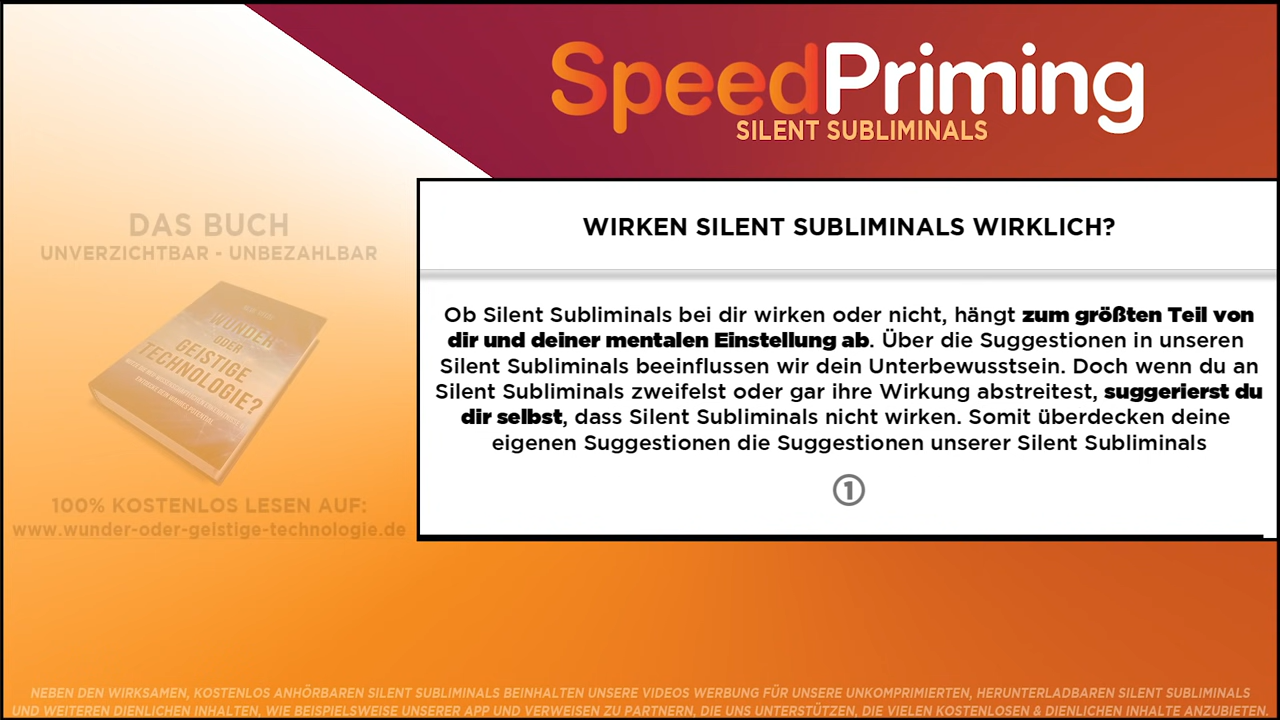 SpeedPriming
SILENT SUBLIMINALS
DAS BUCH
UNVERZICHTBAR - UNBEZAHLBAR
WUNDER
ODER
GEISTIGE
TECHNOLOGIE?
100% KOSTENLOS LESEN AUF:
www.wunder-oder-geistige-technologie.de
WIRKEN SILENT SUBLIMINALS WIRKLICH?
Ob Silent Subliminals bei dir wirken oder nicht, hängt zum größten Teil von
dir und deiner mentalen Einstellung ab. Über die Suggestionen in unseren
Silent Subliminals beeinflussen wir dein Unterbewusstsein. Doch wenn du an
Silent Subliminals zweifelst oder gar ihre Wirkung abstreitest, suggerierst du
dir selbst, dass Silent Subliminals nicht wirken. Somit überdecken deine
eigenen Suggestionen die Suggestionen unserer Silent Subliminals
1
NEBEN DEN WIRKSAMEN, KOSTENLOS ANHÖRBAREN SILENT SUBLIMINALS BEINHALTEN UNSERE VIDEOS WERBUNG FÜR UNSERE UNKOMPRIMIERTEN, HERUNTERLADBAREN SILENT SUBLIMINALS
UND WEITEREN DIENLICHEN INHALTEN, WIE BEISPIELSWEISE UNSERER APP UND VERWEISEN ZU PARTNERN, DIE UNS UNTERSTÜTZEN, DIE VIELEN KOSTENLOSEN & DIENLICHEN INHALTE ANZUBIETEN.